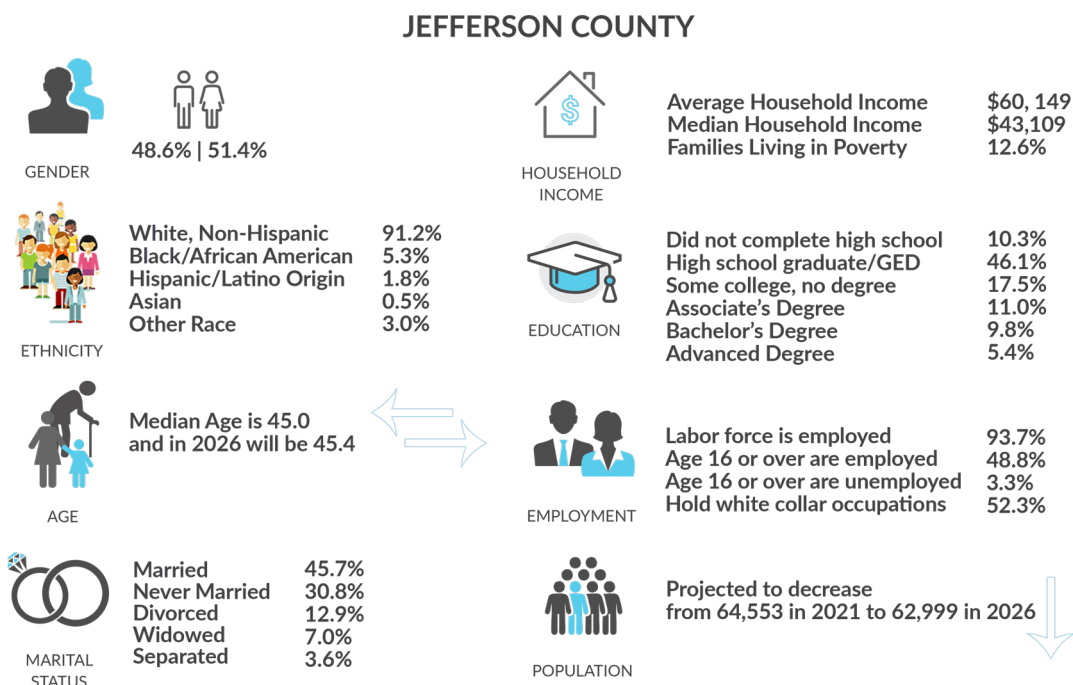 JEFFERSON COUNTY
GENDER
48.6% | 51.4%
HOUSEHOLD
INCOME
$
Average Household Income $60, 149
Median Household Income $43,109
Families Living in Poverty 12.6%
ETHNICITY
White, Non-Hispanic 91.2%
Black/African American 5.3%
Hispanic/Latino Origin 1.8%
Asian 0.5%
Other Race 3.0%
EDUCATION
Did not complete high school 10.3%
High school graduate/GED 46.1%
Some college, no degree 17.5%
Associate's Degree 11.0%
Bachelor's Degree 9.8%
Advanced Degree 5.4%
AGE
Median Age is 45.0
and in 2026 will be 45.4
EMPLOYMENT
Labor force is employed 93.7%
Age 16 or over are employed 48.8%
Age 16 or over are unemployed 3.3%
Hold white collar occupations 52.3%
MARITAL
STATUS
Married 45.7%
Never Married 30.8%
Divorced 12.9%
Widowed 7.0%
Separated 3.6%
POPULATION
Projected to decrease
from 64,553 in 2021 to 62,999 in 2026